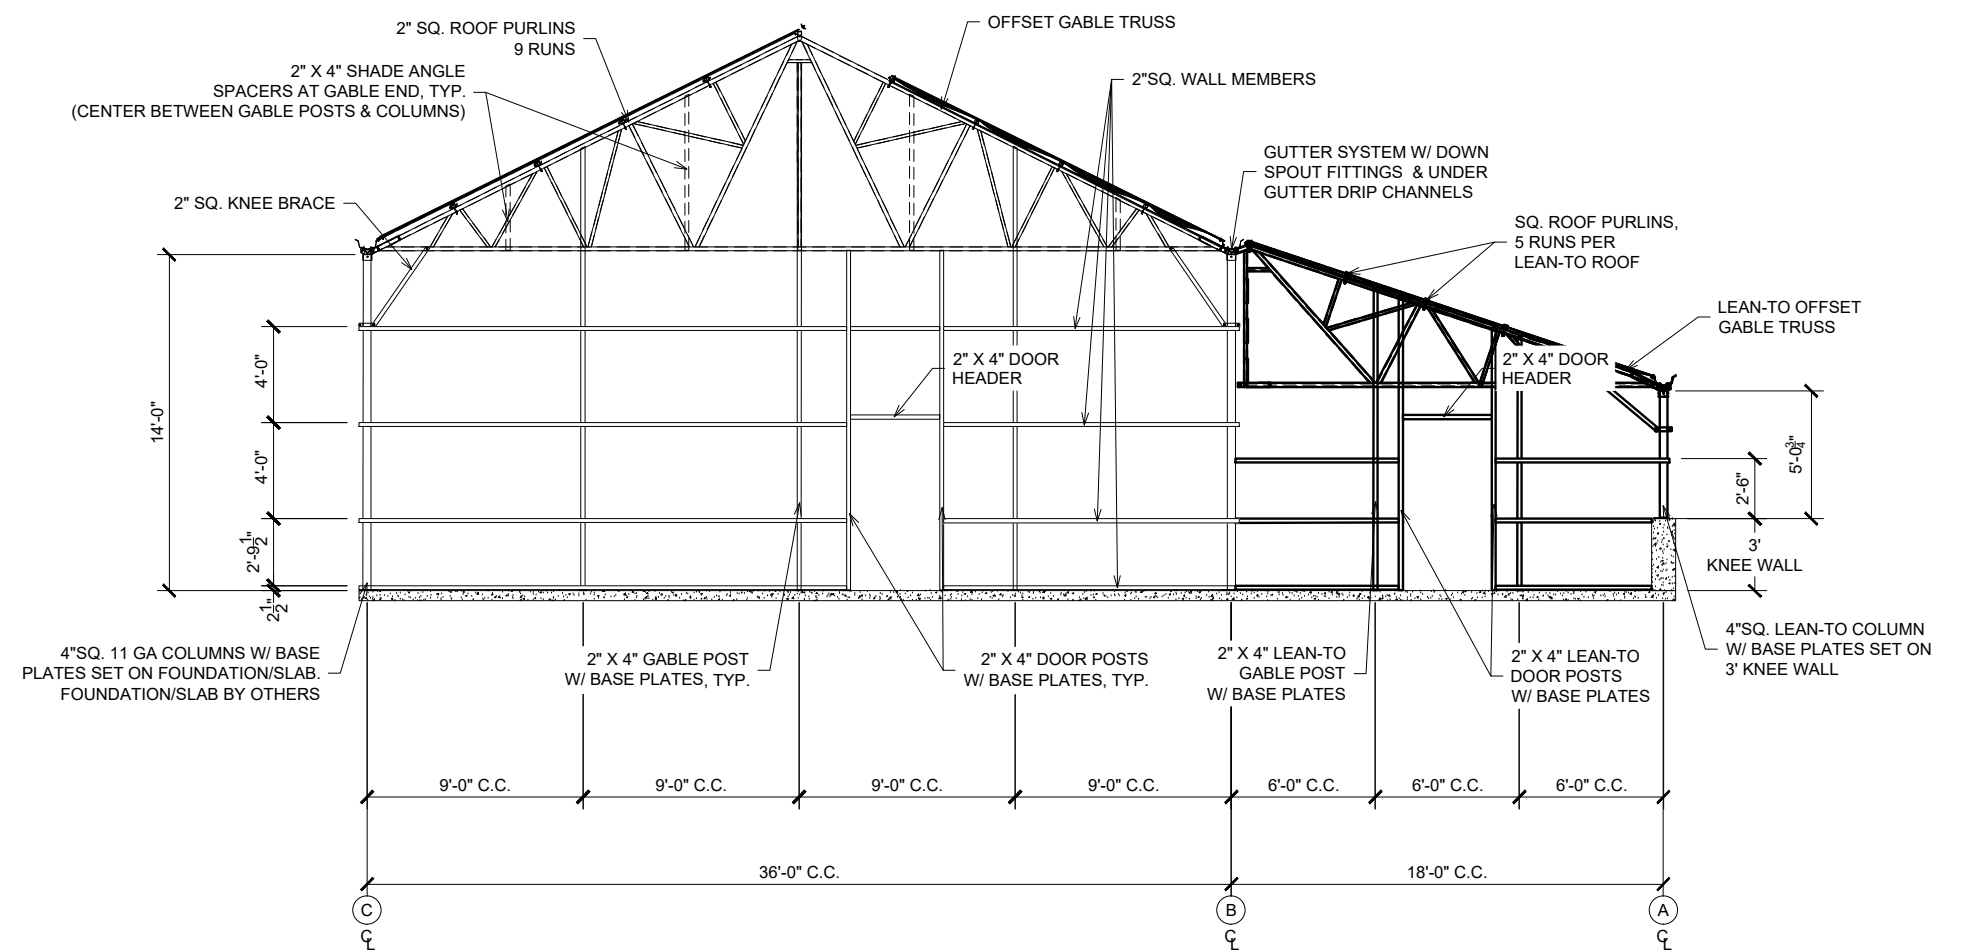 2" SQ. ROOF PURLINS
9 RUNS
2" X 4" SHADE ANGLE
SPACERS AT GABLE END, TYP.
(CENTER BETWEEN GABLE POSTS & COLUMNS)
2" SQ. KNEE BRACE
OFFSET GABLE TRUSS
2"SQ. WALL MEMBERS
GUTTER SYSTEM W/ DOWN
SPOUT FITTINGS & UNDER
GUTTER DRIP CHANNELS
SQ. ROOF PURLINS,
5 RUNS PER
LEAN-TO ROOF
LEAN-TO OFFSET
GABLE TRUSS
2" X 4" DOOR
HEADER
2" X 4" DOOR
HEADER
14'-0"
4'-0"
4'-0"
2'-9 1/2"
2 1/2"
5'-0 3/4"
2'-6"
3'
KNEE WALL
4"SQ. 11 GA COLUMNS W/ BASE
PLATES SET ON FOUNDATION/SLAB.
FOUNDATION/SLAB BY OTHERS
2" X 4" GABLE POST
W/ BASE PLATES, TYP.
2" X 4" DOOR POSTS
W/ BASE PLATES, TYP.
2" X 4" LEAN-TO
GABLE POST
W/ BASE PLATES
2" X 4" LEAN-TO
DOOR POSTS
W/ BASE PLATES
4"SQ. LEAN-TO COLUMN
W/ BASE PLATES SET ON
3' KNEE WALL
9'-0" C.C.
9'-0" C.C.
9'-0" C.C.
9'-0" C.C.
6'-0" C.C.
6'-0" C.C.
6'-0" C.C.
36'-0" C.C.
18'-0" C.C.
C
B
A
℄
℄
℄